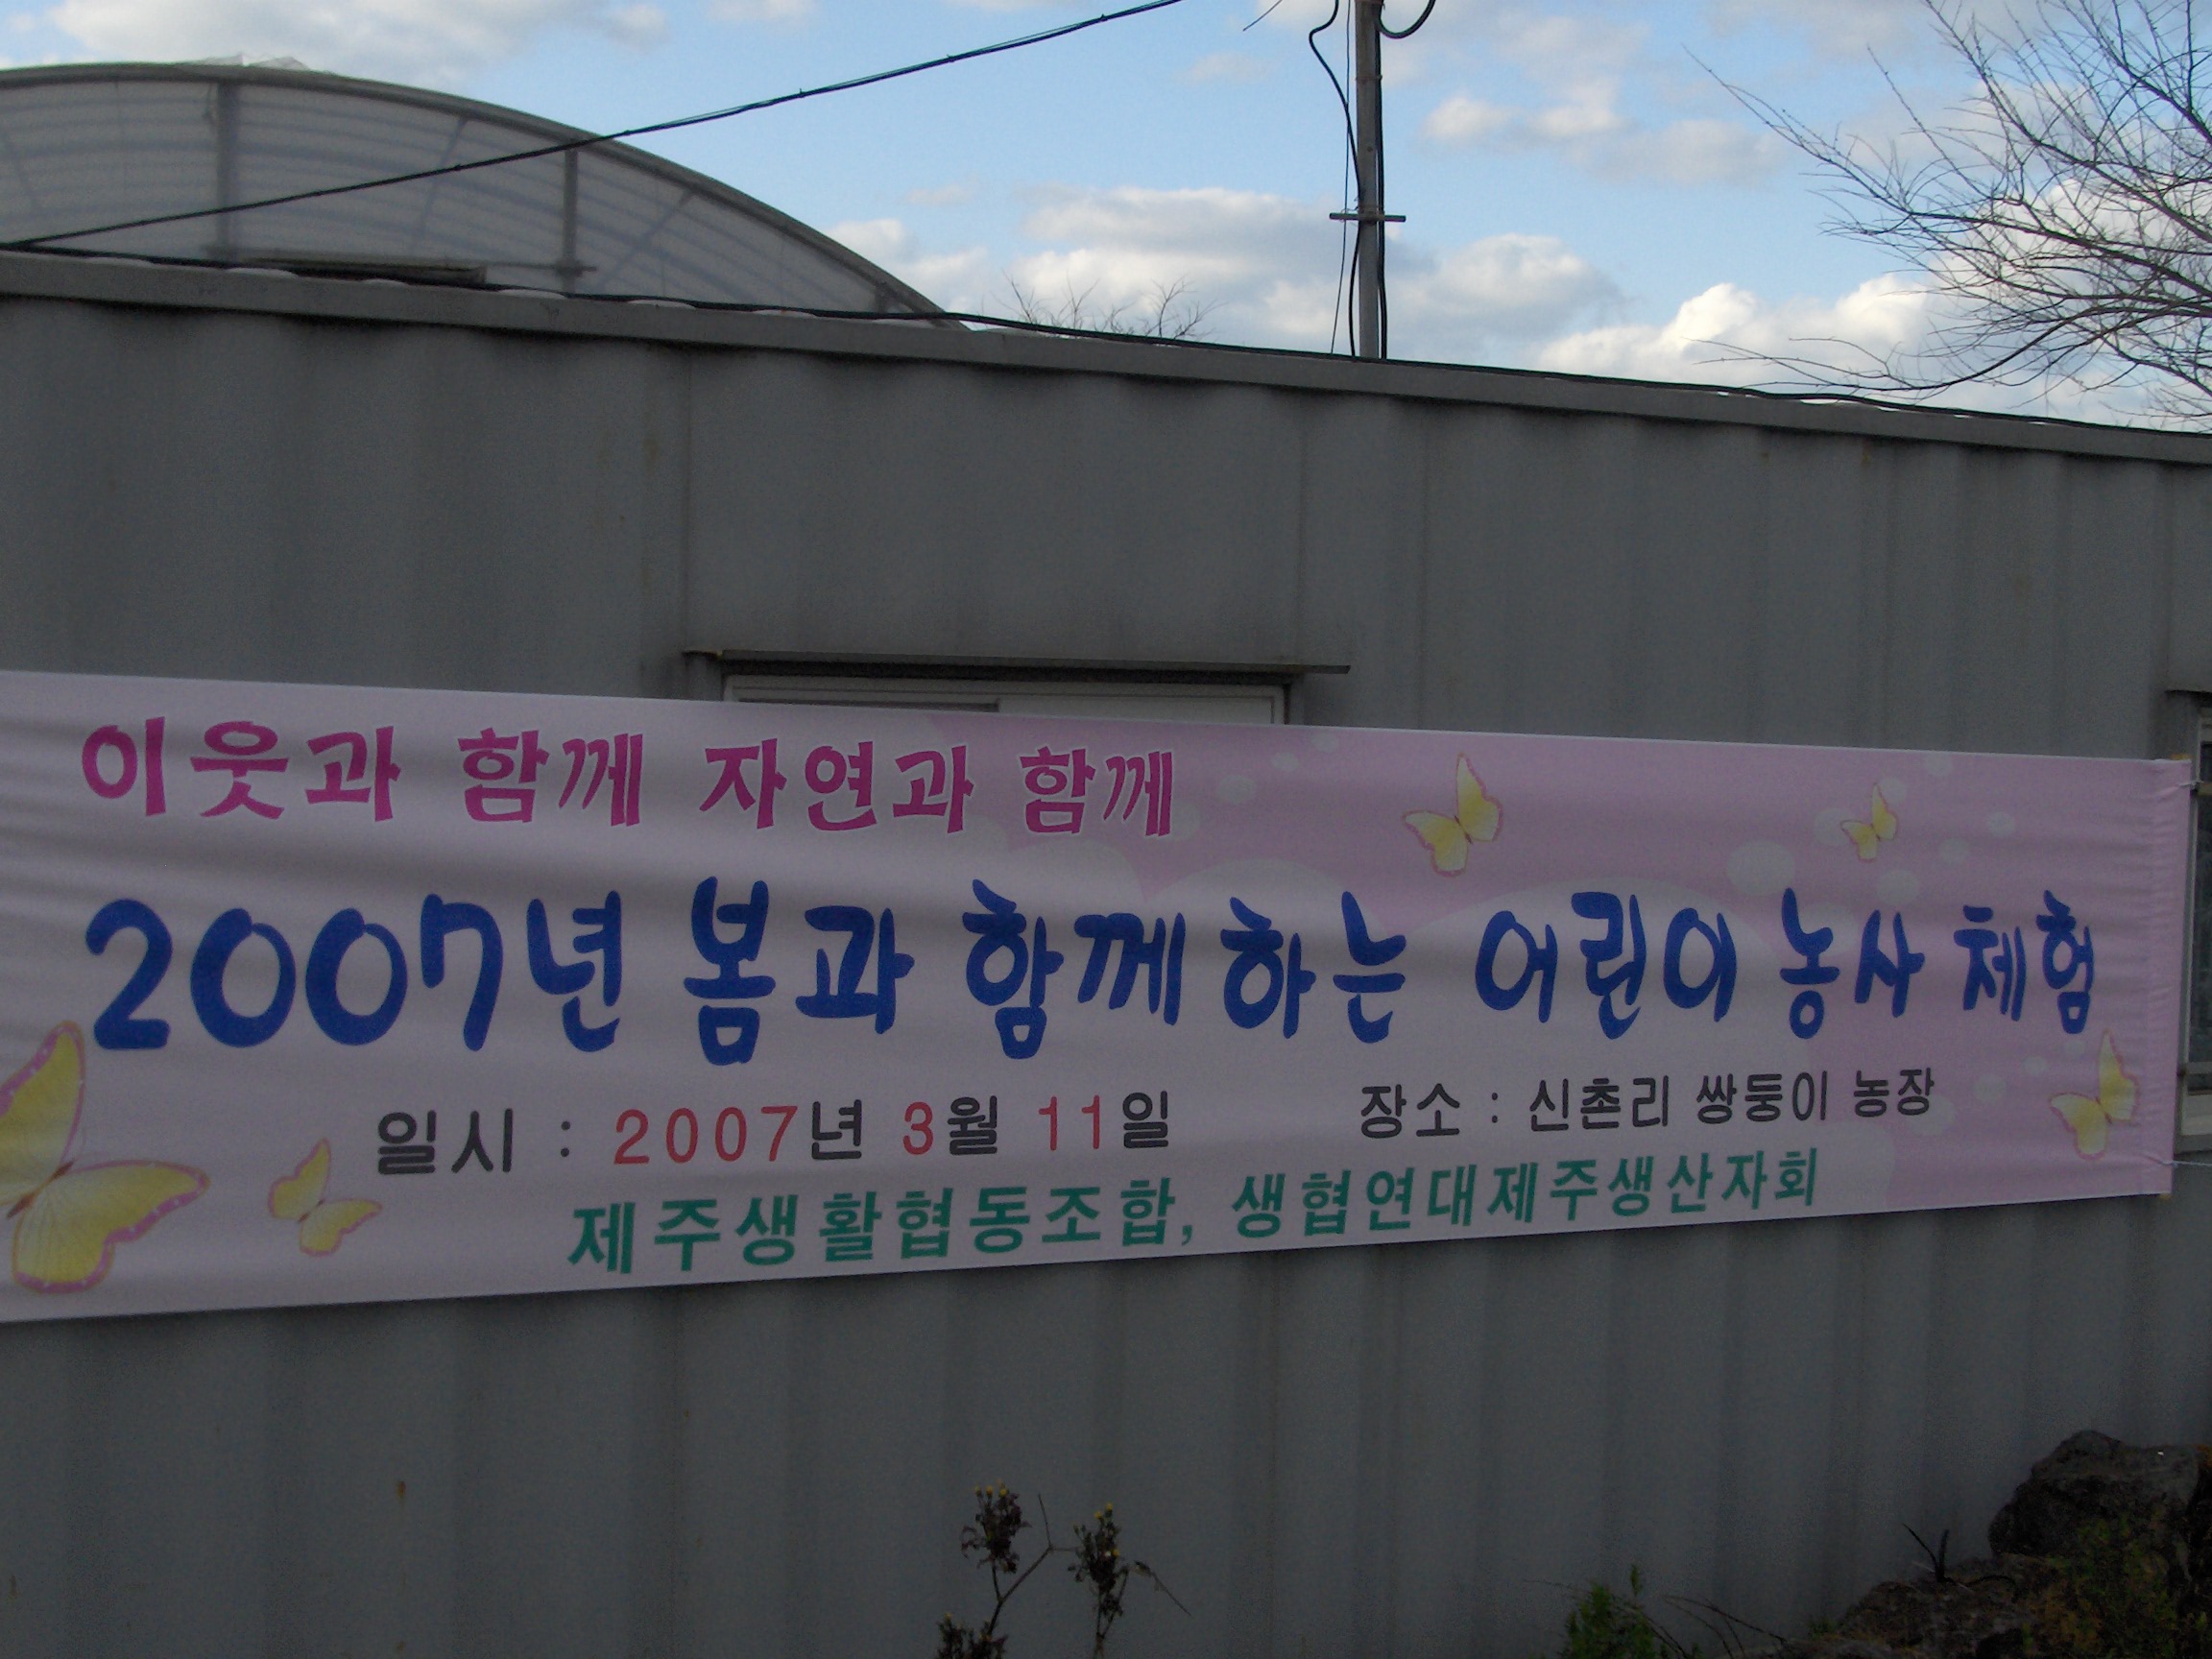 이웃과 함께 자연과 함께
2007년 봄과 함께하는 어린이 농사 체험
일시 : 2007년 3월 11일 장소 : 신촌리 쌍둥이 농장
제주생활협동조합, 생협연대제주생산자회